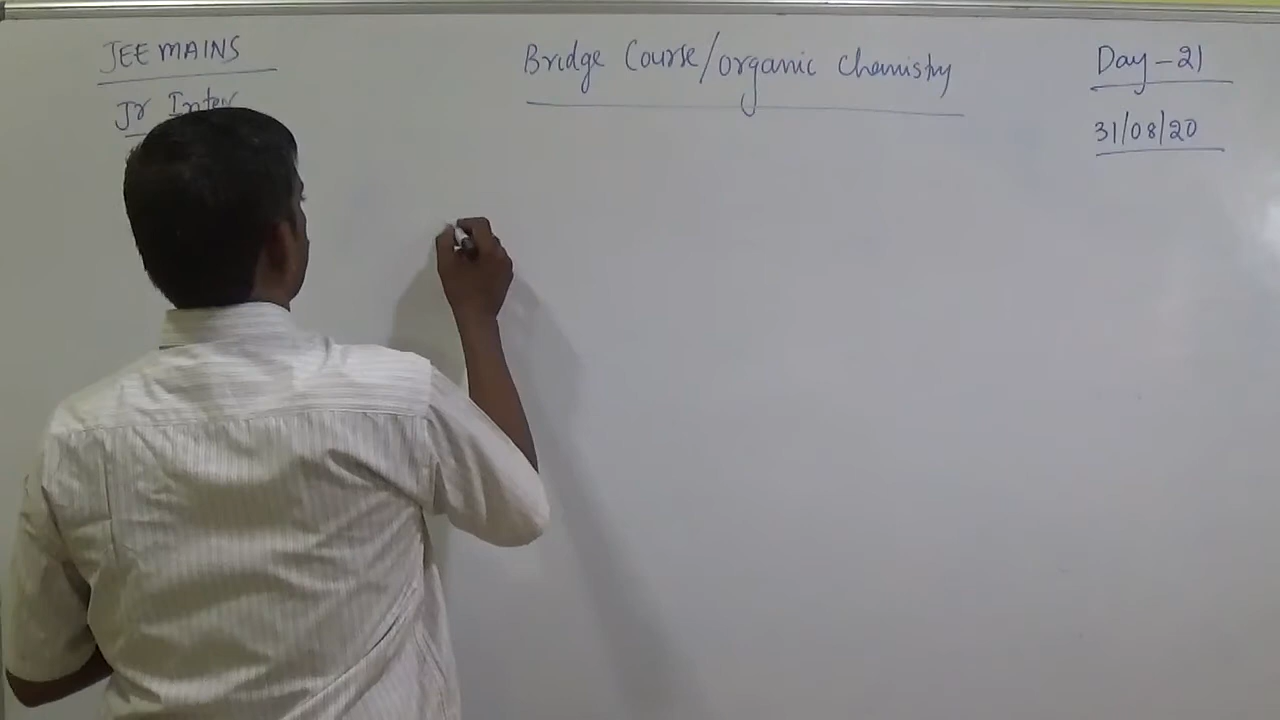 JEE MAINS
Jr Inter
Bridge Course/organic chemistry
Day - 21
31/08/20